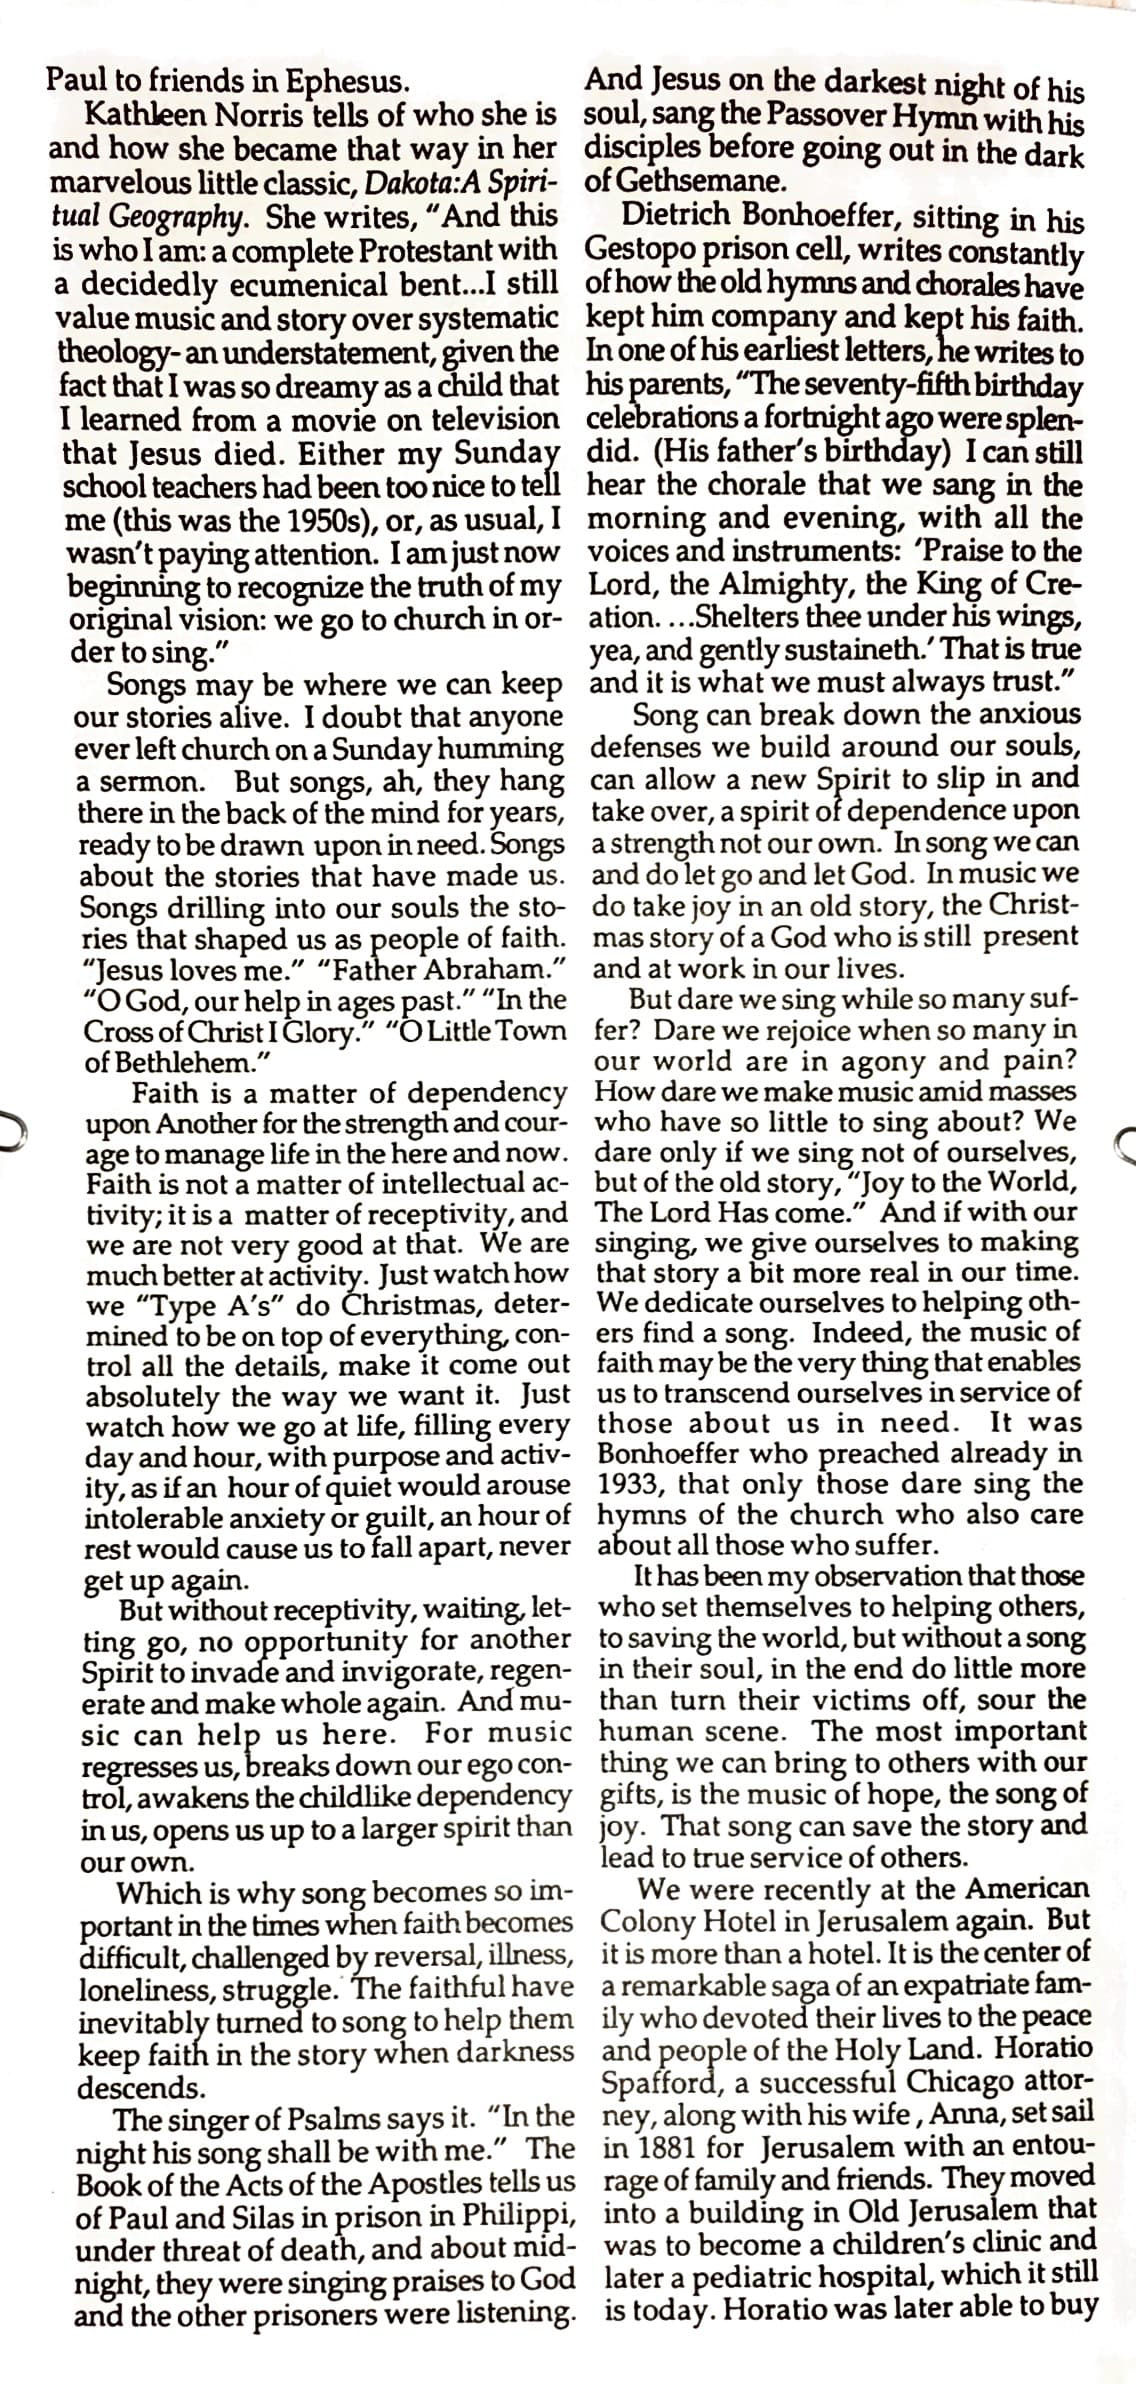 Paul to friends in Ephesus.
Kathleen Norris tells of who she is
and how she became that way in her
marvelous little classic, Dakota:A Spiri-
tual Geography. She writes, "And this
is who I am: a complete Protestant with
a decidedly ecumenical bent...I still
value music and story over systematic
theology- an understatement, given the
fact that I was so dreamy as a child that
I learned from a movie on television
that Jesus died. Either my Sunday
school teachers had been too nice to tell
me (this was the 1950s), or, as usual, I
wasn't paying attention. I am just now
beginning to recognize the truth of my
original vision: we go to church in or-
der to sing."
Songs may be where we can keep
our stories alive. I doubt that anyone
ever left church on a Sunday humming
a sermon. But songs, ah, they hang
there in the back of the mind for years,
ready to be drawn upon in need. Songs
about the stories that have made us.
Songs drilling into our souls the sto-
ries that shaped us as people of faith.
"Jesus loves me." "Father Abraham."
"O God, our help in ages past." "In the
Cross of Christ I Glory." "O Little Town
of Bethlehem."
Faith is a matter of dependency
upon Another for the strength and cour-
age to manage life in the here and now.
Faith is not a matter of intellectual ac-
tivity; it is a matter of receptivity, and
we are not very good at that. We are
much better at activity. Just watch how
we "Type A's" do Christmas, deter-
mined to be on top of everything, con-
trol all the details, make it come out
absolutely the way we want it. Just
watch how we go at life, filling every
day and hour, with purpose and activ-
ity, as if an hour of quiet would arouse
intolerable anxiety or guilt, an hour of
rest would cause us to fall apart, never
get up again.
But without receptivity, waiting, let-
ting go, no opportunity for another
Spirit to invade and invigorate, regen-
erate and make whole again. And mu-
sic can help us here. For music
regresses us, breaks down our ego con-
trol, awakens the childlike dependency
in us, opens us up to a larger spirit than
our own.
Which is why song becomes so im-
portant in the times when faith becomes
difficult, challenged by reversal, illness,
loneliness, struggle. The faithful have
inevitably turned to song to help them
keep faith in the story when darkness
descends.
The singer of Psalms says it. "In the
night his song shall be with me." The
Book of the Acts of the Apostles tells us
of Paul and Silas in prison in Philippi,
under threat of death, and about mid-
night, they were singing praises to God
and the other prisoners were listening.
And Jesus on the darkest night of his
soul, sang the Passover Hymn with his
disciples before going out in the dark
of Gethsemane.
Dietrich Bonhoeffer, sitting in his
Gestopo prison cell, writes constantly
of how the old hymns and chorales have
kept him company and kept his faith.
In one of his earliest letters, he writes to
his parents, "The seventy-fifth birthday
celebrations a fortnight ago were splen-
did. (His father's birthday) I can still
hear the chorale that we sang in the
morning and evening, with all the
voices and instruments: 'Praise to the
Lord, the Almighty, the King of Cre-
ation. ...Shelters thee under his wings,
yea, and gently sustaineth.' That is true
and it is what we must always trust."
Song can break down the anxious
defenses we build around our souls,
can allow a new Spirit to slip in and
take over, a spirit of dependence upon
a strength not our own. In song we can
and do let go and let God. In music we
do take joy in an old story, the Christ-
mas story of a God who is still present
and at work in our lives.
But dare we sing while so many suf-
fer? Dare we rejoice when so many in
our world are in agony and pain?
How dare we make music amid masses
who have so little to sing about? We
dare only if we sing not of ourselves,
but of the old story, "Joy to the World,
The Lord Has come." And if with our
singing, we give ourselves to making
that story a bit more real in our time.
We dedicate ourselves to helping oth-
ers find a song. Indeed, the music of
faith may be the very thing that enables
us to transcend ourselves in service of
those about us in need. It was
Bonhoeffer who preached already in
1933, that only those dare sing the
hymns of the church who also care
about all those who suffer.
It has been my observation that those
who set themselves to helping others,
to saving the world, but without a song
in their soul, in the end do little more
than turn their victims off, sour the
human scene. The most important
thing we can bring to others with our
gifts, is the music of hope, the song of
joy. That song can save the story and
lead to true service of others.
We were recently at the American
Colony Hotel in Jerusalem again. But
it is more than a hotel. It is the center of
a remarkable saga of an expatriate fam-
ily who devoted their lives to the peace
and people of the Holy Land. Horatio
Spafford, a successful Chicago attor-
ney, along with his wife , Anna, set sail
in 1881 for Jerusalem with an entou-
rage of family and friends. They moved
into a building in Old Jerusalem that
was to become a children's clinic and
later a pediatric hospital, which it still
is today. Horatio was later able to buy